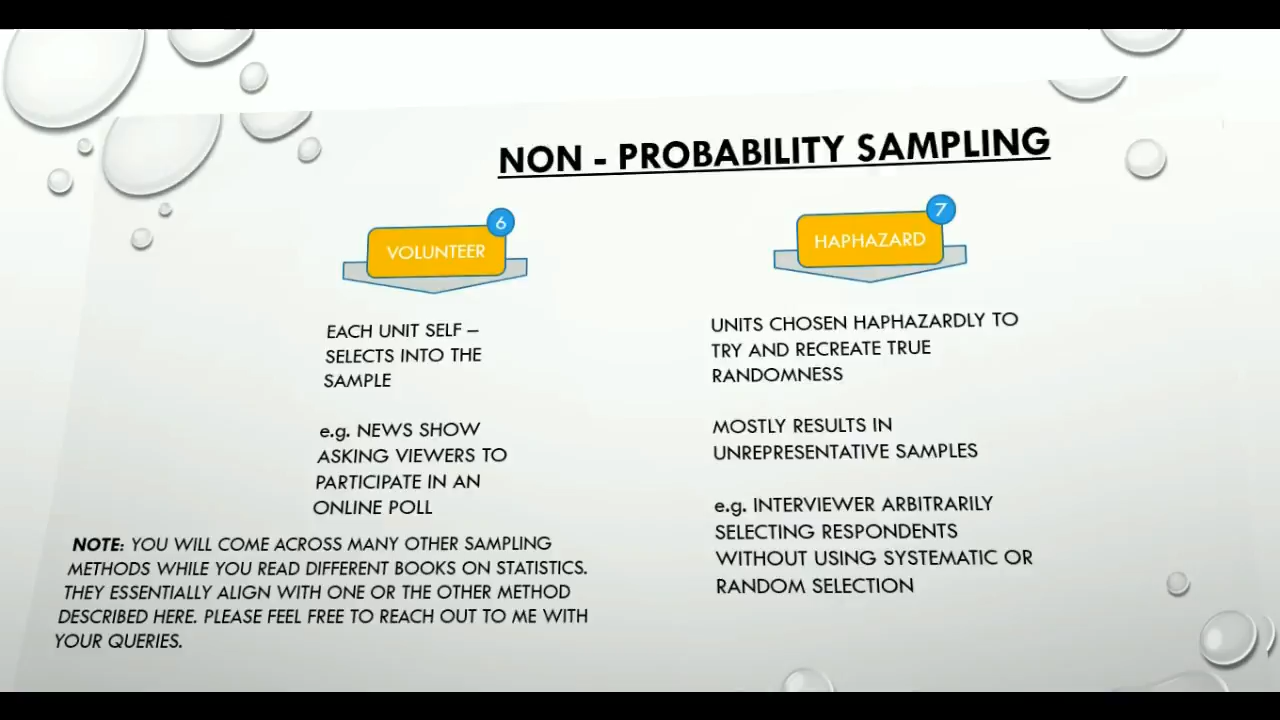 NON - PROBABILITY SAMPLING
6
VOLUNTEER
EACH UNIT SELF –
SELECTS INTO THE
SAMPLE
e.g. NEWS SHOW
ASKING VIEWERS TO
PARTICIPATE IN AN
ONLINE POLL
NOTE: YOU WILL COME ACROSS MANY OTHER SAMPLING
METHODS WHILE YOU READ DIFFERENT BOOKS ON STATISTICS.
THEY ESSENTIALLY ALIGN WITH ONE OR THE OTHER METHOD
DESCRIBED HERE. PLEASE FEEL FREE TO REACH OUT TO ME WITH
YOUR QUERIES.
7
HAPHAZARD
UNITS CHOSEN HAPHAZARDLY TO
TRY AND RECREATE TRUE
RANDOMNESS
MOSTLY RESULTS IN
UNREPRESENTATIVE SAMPLES
e.g. INTERVIEWER ARBITRARILY
SELECTING RESPONDENTS
WITHOUT USING SYSTEMATIC OR
RANDOM SELECTION